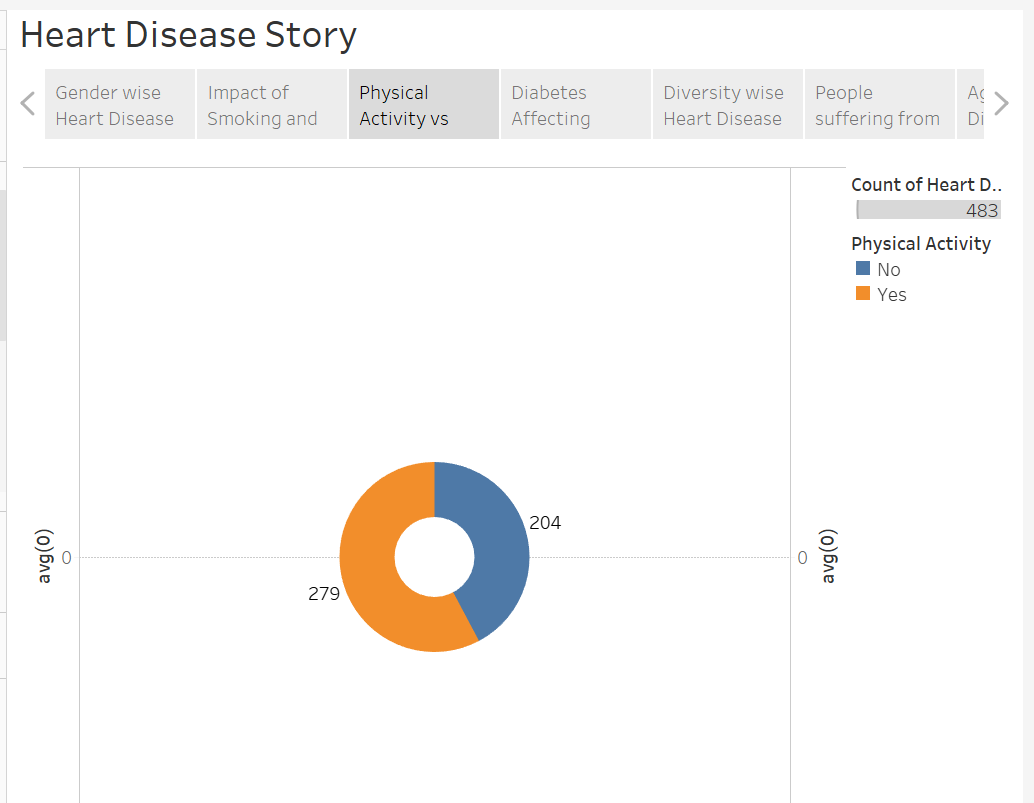 Heart Disease Story
Gender wise
Heart Disease
Impact of
Smoking and
Physical
Activity vs
Diabetes
Affecting
Diversity wise
Heart Disease
People
suffering from
Count of Heart D..
483
Physical Activity
No
Yes
204
279
avg(0)
0
0
avg(0)